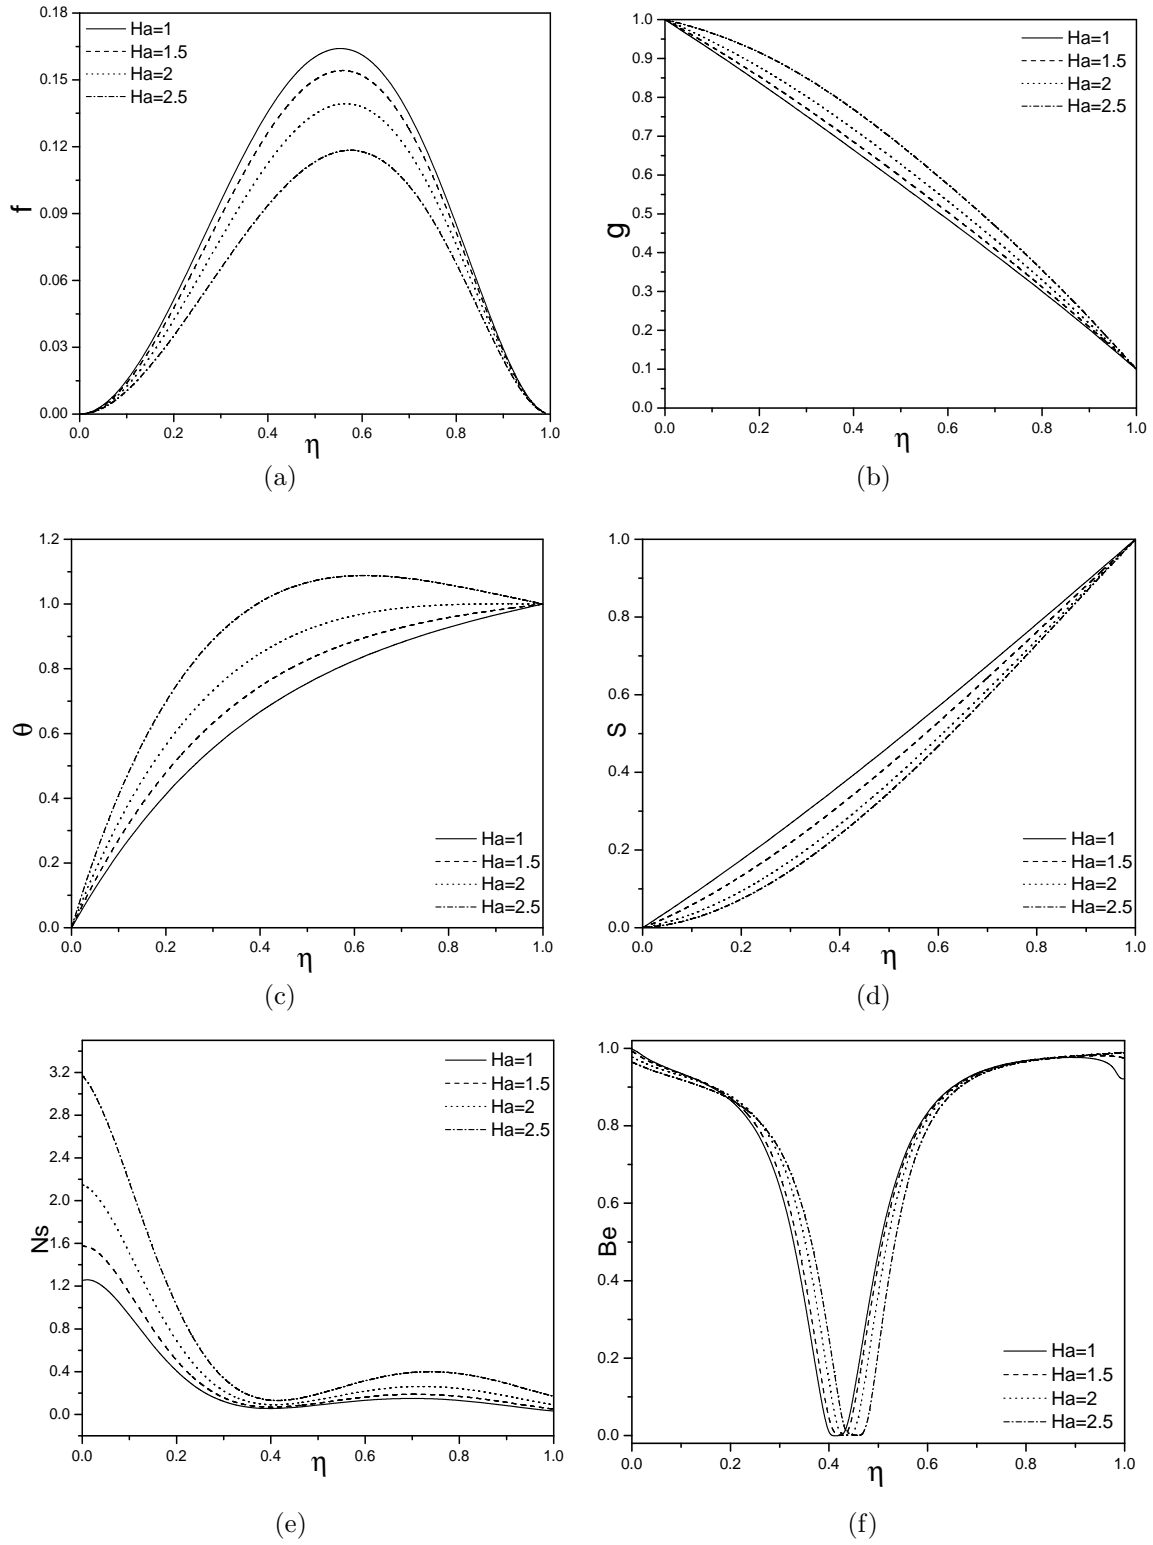 0.18
0.15
0.12
0.09
0.06
0.03
0.00
f
Ha=1
Ha=1.5
Ha=2
Ha=2.5
0.0 0.2 0.4 0.6 0.8 1.0
η
(a)
1.0
0.9
0.8
0.7
0.6
0.5
0.4
0.3
0.2
0.1
0.0
g
Ha=1
Ha=1.5
Ha=2
Ha=2.5
0.0 0.2 0.4 0.6 0.8 1.0
η
(b)
1.2
1.0
0.8
0.6
0.4
0.2
0.0
θ
Ha=1
Ha=1.5
Ha=2
Ha=2.5
0.0 0.2 0.4 0.6 0.8 1.0
η
(c)
1.0
0.8
0.6
0.4
0.2
0.0
S
Ha=1
Ha=1.5
Ha=2
Ha=2.5
0.0 0.2 0.4 0.6 0.8 1.0
η
(d)
3.2
2.8
2.4
2.0
1.6
1.2
0.8
0.4
0.0
Ns
Ha=1
Ha=1.5
Ha=2
Ha=2.5
0.0 0.2 0.4 0.6 0.8 1.0
η
(e)
1.0
0.8
0.6
0.4
0.2
0.0
Be
Ha=1
Ha=1.5
Ha=2
Ha=2.5
0.0 0.2 0.4 0.6 0.8 1.0
η
(f)